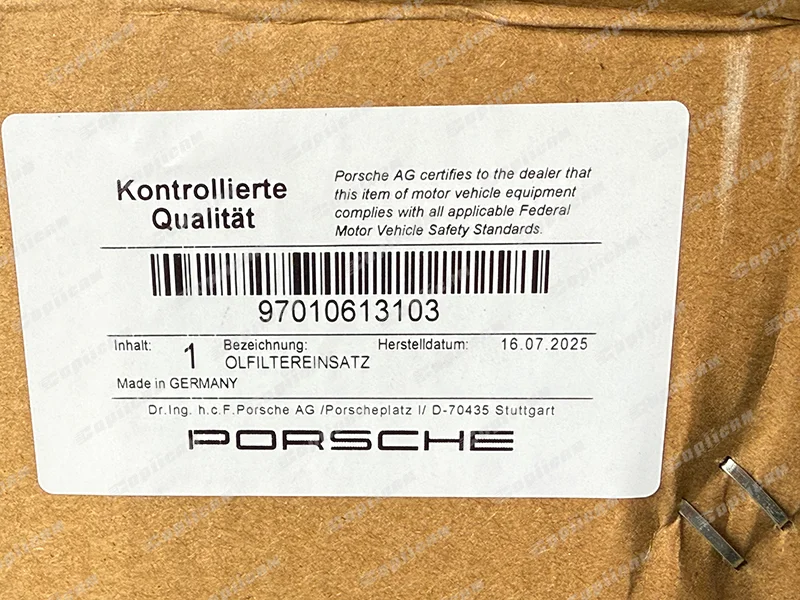 Kontrollierte
Qualität
Porsche AG certifies to the dealer that
this item of motor vehicle equipment
complies with all applicable Federal
Motor Vehicle Safety Standards.
97010613103
Inhalt: 1 Bezeichnung: Herstelldatum: 16.07.2025
OLFILTEREINSATZ
Made in GERMANY
Dr.Ing. h.c.F.Porsche AG /Porscheplatz I/ D-70435 Stuttgart
PORSCHE